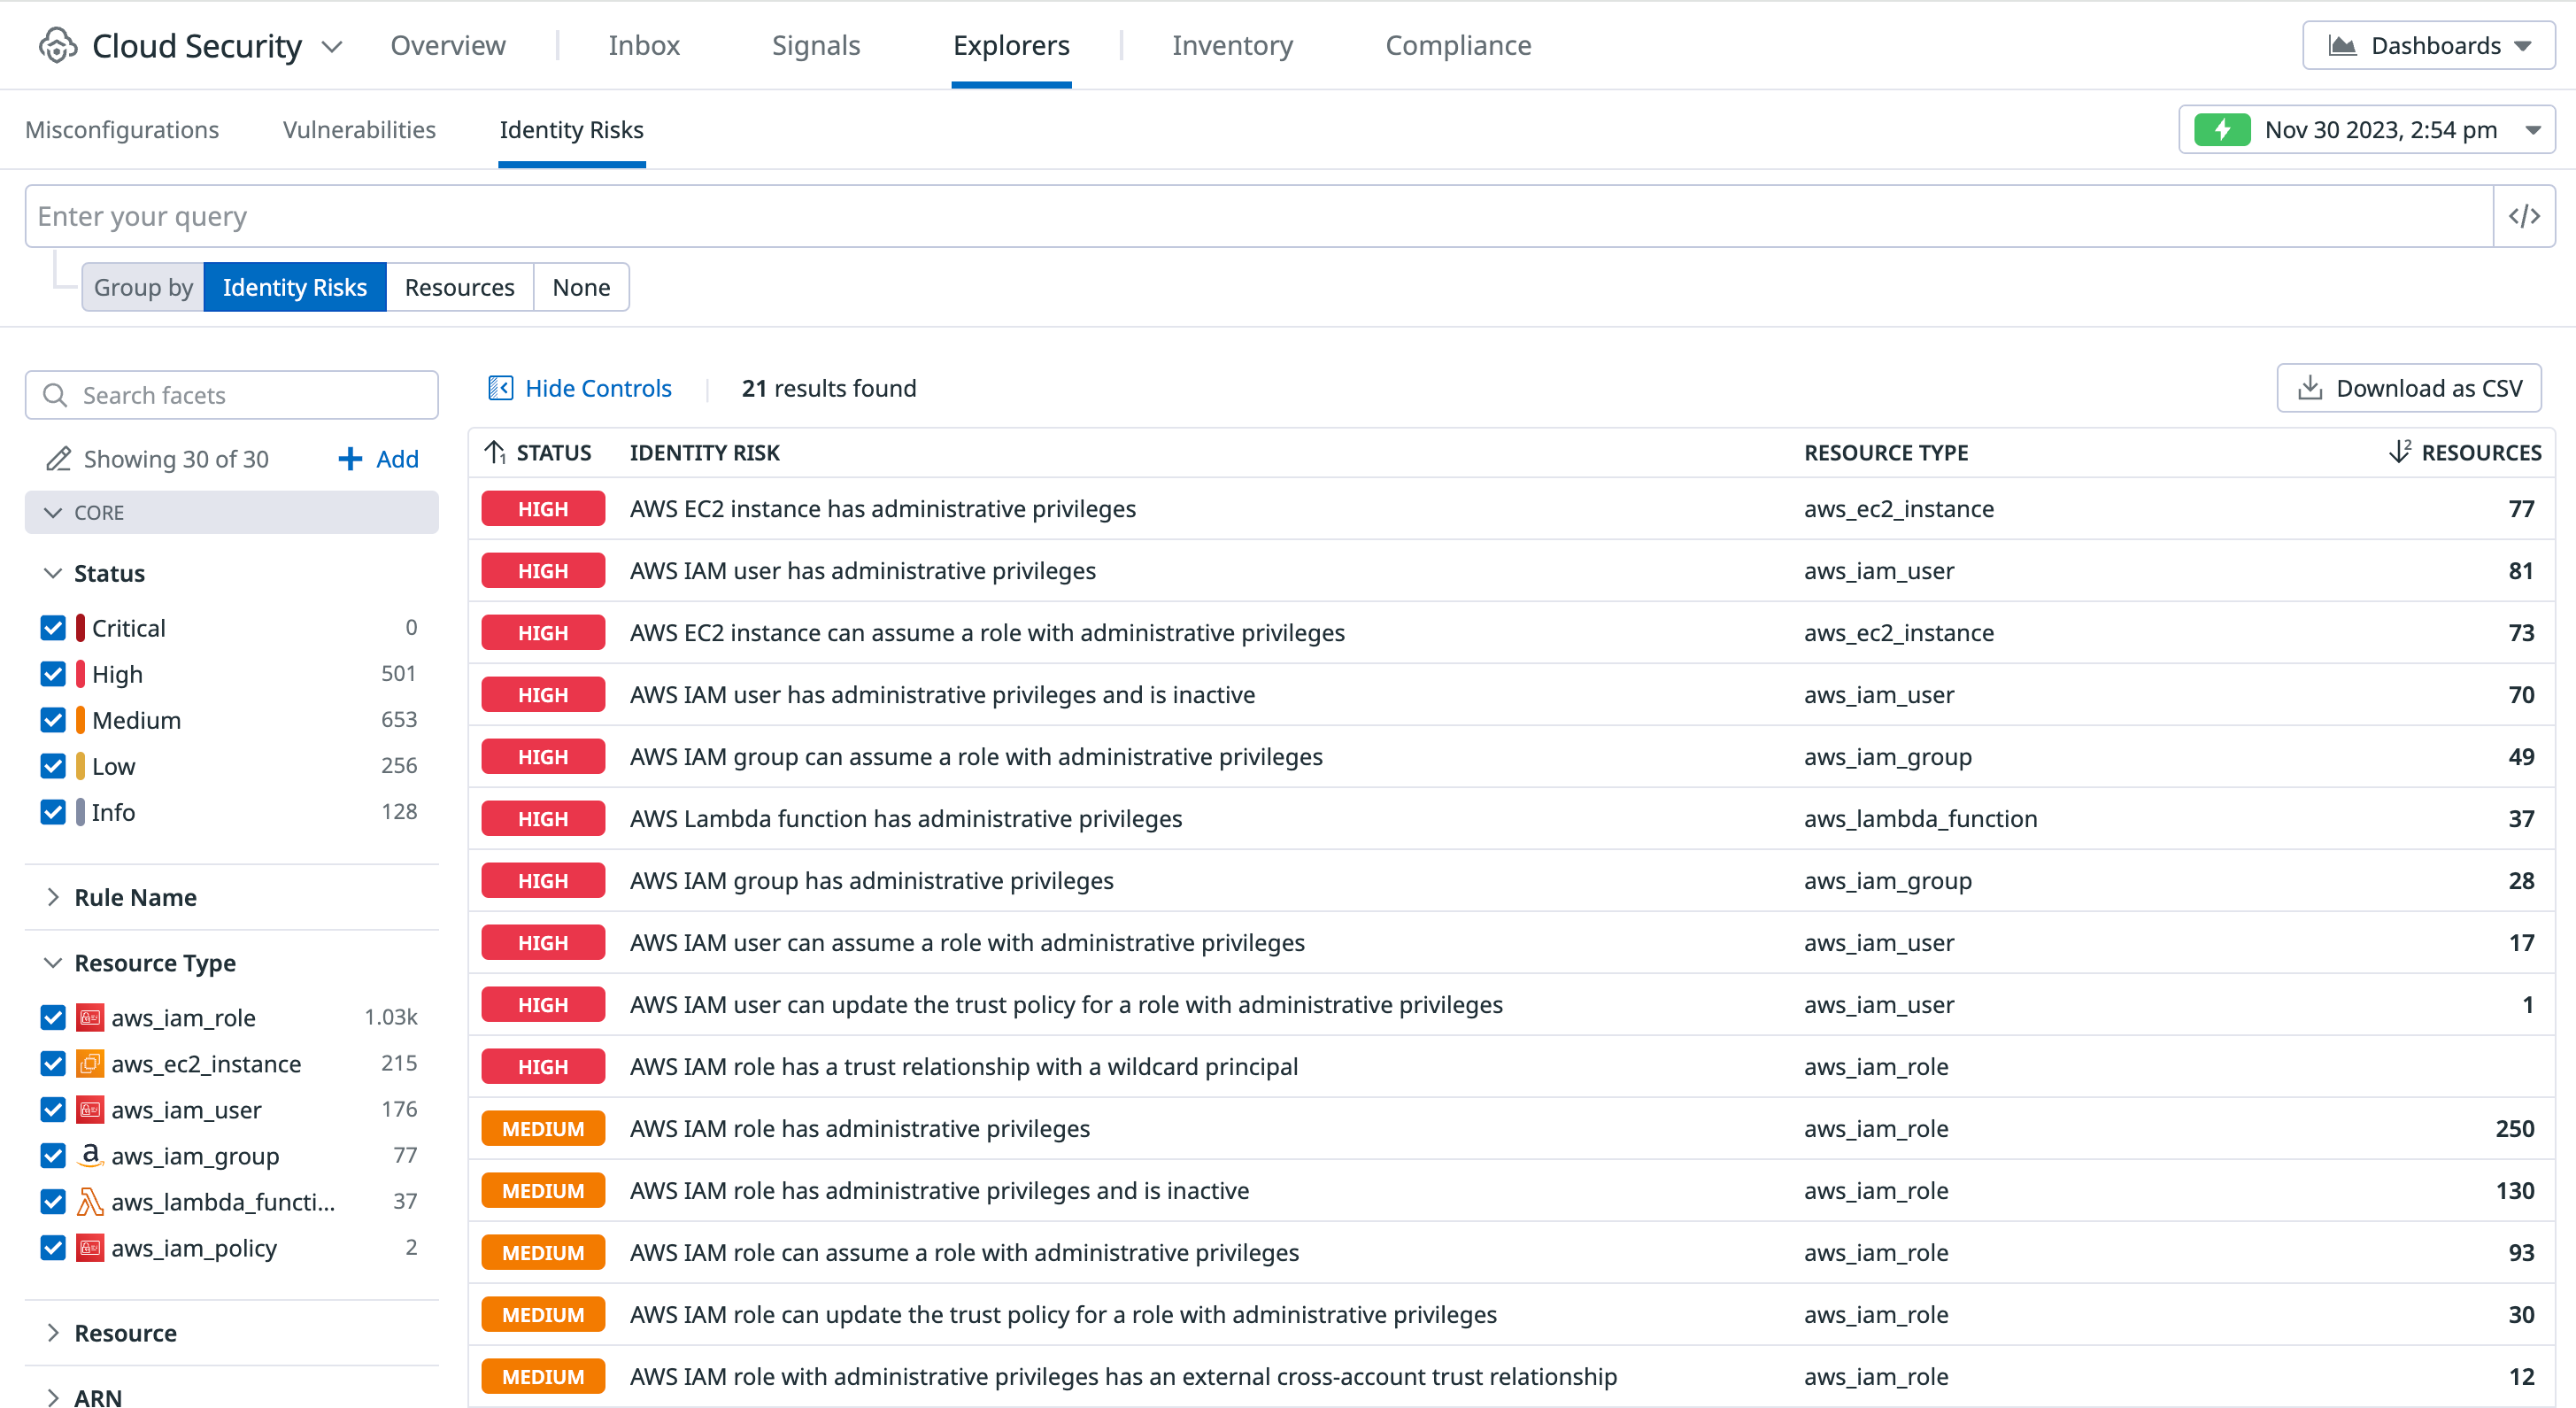 Cloud Security Overview Inbox Signals Explorers Inventory Compliance Dashboards
Misconfigurations Vulnerabilities Identity Risks Nov 30 2023, 2:54 pm
Enter your query </>
Group by Identity Risks Resources None
Search facets
Showing 30 of 30 + Add
CORE
Status
Critical 0
High 501
Medium 653
Low 256
Info 128
Rule Name
Resource Type
aws_iam_role 1.03k
aws_ec2_instance 215
aws_iam_user 176
a aws_iam_group 77
aws_lambda_functi... 37
aws_iam_policy 2
Resource
ARN
Hide Controls 21 results found Download as CSV
1 STATUS IDENTITY RISK RESOURCE TYPE 2 RESOURCES
HIGH AWS EC2 instance has administrative privileges aws_ec2_instance 77
HIGH AWS IAM user has administrative privileges aws_iam_user 81
HIGH AWS EC2 instance can assume a role with administrative privileges aws_ec2_instance 73
HIGH AWS IAM user has administrative privileges and is inactive aws_iam_user 70
HIGH AWS IAM group can assume a role with administrative privileges aws_iam_group 49
HIGH AWS Lambda function has administrative privileges aws_lambda_function 37
HIGH AWS IAM group has administrative privileges aws_iam_group 28
HIGH AWS IAM user can assume a role with administrative privileges aws_iam_user 17
HIGH AWS IAM user can update the trust policy for a role with administrative privileges aws_iam_user 1
HIGH AWS IAM role has a trust relationship with a wildcard principal aws_iam_role
MEDIUM AWS IAM role has administrative privileges aws_iam_role 250
MEDIUM AWS IAM role has administrative privileges and is inactive aws_iam_role 130
MEDIUM AWS IAM role can assume a role with administrative privileges aws_iam_role 93
MEDIUM AWS IAM role can update the trust policy for a role with administrative privileges aws_iam_role 30
MEDIUM AWS IAM role with administrative privileges has an external cross-account trust relationship aws_iam_role 12